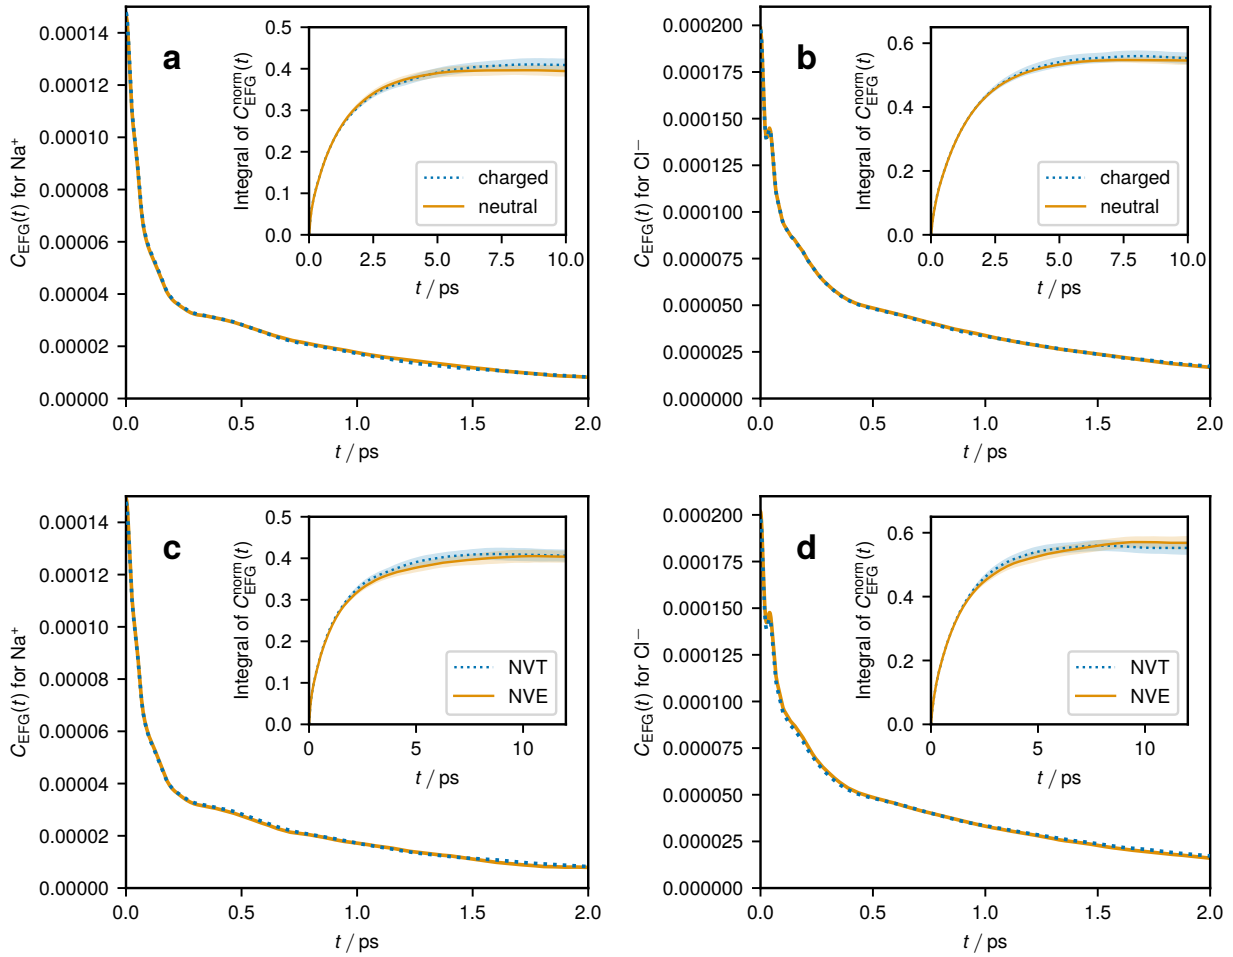 a
C_EFG(t) for Na⁺
0.00014
0.00012
0.00010
0.00008
0.00006
0.00004
0.00002
0.00000
0.0 0.5 1.0 1.5 2.0
t / ps
Integral of C_EFG^norm(t)
0.5
0.4
0.3
0.2
0.1
0.0
0.0 2.5 5.0 7.5 10.0
t / ps
charged
neutral
b
C_EFG(t) for Cl⁻
0.000200
0.000175
0.000150
0.000125
0.000100
0.000075
0.000050
0.000025
0.000000
0.0 0.5 1.0 1.5 2.0
t / ps
Integral of C_EFG^norm(t)
0.6
0.4
0.2
0.0
0.0 2.5 5.0 7.5 10.0
t / ps
charged
neutral
c
C_EFG(t) for Na⁺
0.00014
0.00012
0.00010
0.00008
0.00006
0.00004
0.00002
0.00000
0.0 0.5 1.0 1.5 2.0
t / ps
Integral of C_EFG^norm(t)
0.5
0.4
0.3
0.2
0.1
0.0
0 5 10
t / ps
NVT
NVE
d
C_EFG(t) for Cl⁻
0.000200
0.000175
0.000150
0.000125
0.000100
0.000075
0.000050
0.000025
0.000000
0.0 0.5 1.0 1.5 2.0
t / ps
Integral of C_EFG^norm(t)
0.6
0.4
0.2
0.0
0 5 10
t / ps
NVT
NVE